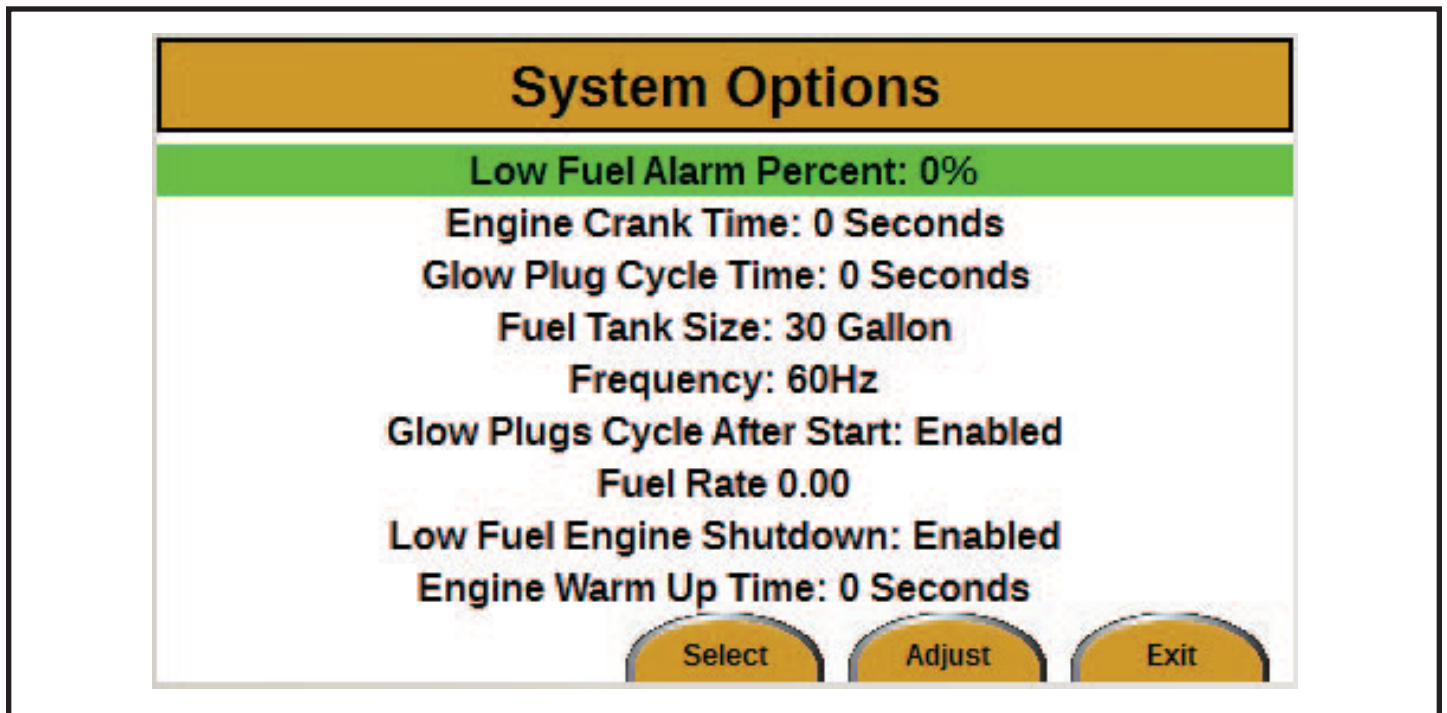 System Options
Low Fuel Alarm Percent: 0%
Engine Crank Time: 0 Seconds
Glow Plug Cycle Time: 0 Seconds
Fuel Tank Size: 30 Gallon
Frequency: 60Hz
Glow Plugs Cycle After Start: Enabled
Fuel Rate 0.00
Low Fuel Engine Shutdown: Enabled
Engine Warm Up Time: 0 Seconds
Select Adjust Exit